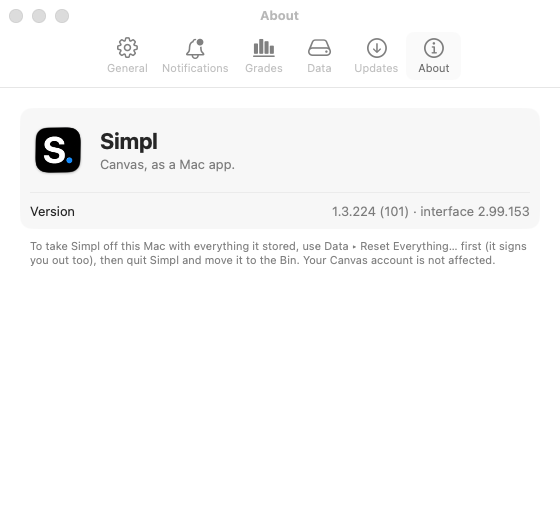 About
General
Notifications
Grades
Data
Updates
About
S.
Simpl
Canvas, as a Mac app.
Version
1.3.224 (101) · interface 2.99.153
To take Simpl off this Mac with everything it stored, use Data ▸ Reset Everything... first (it signs
you out too), then quit Simpl and move it to the Bin. Your Canvas account is not affected.